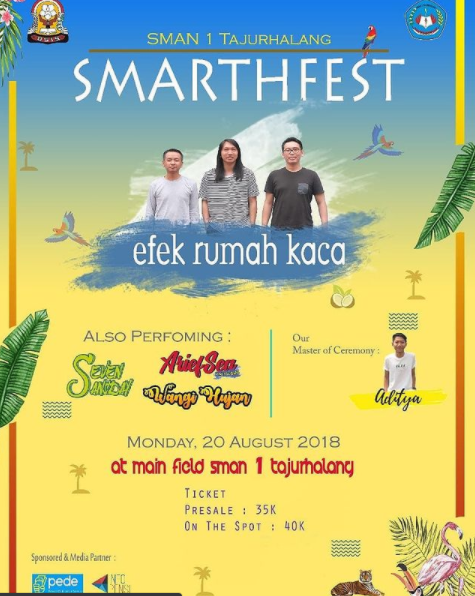 SMAN 1 TAJURHALANG
SMARTHFEST
efek rumah kaca
ALSO PERFOMING :
SEVEN
AriefSea
Wangi Hujan
Our
Master of Ceremony :
Aditya
MONDAY, 20 AUGUST 2018
at main field sman 1 tajurhalang
TICKET
PRESALE : 35K
ON THE SPOT : 40K
Sponsored & Media Partner :
pede